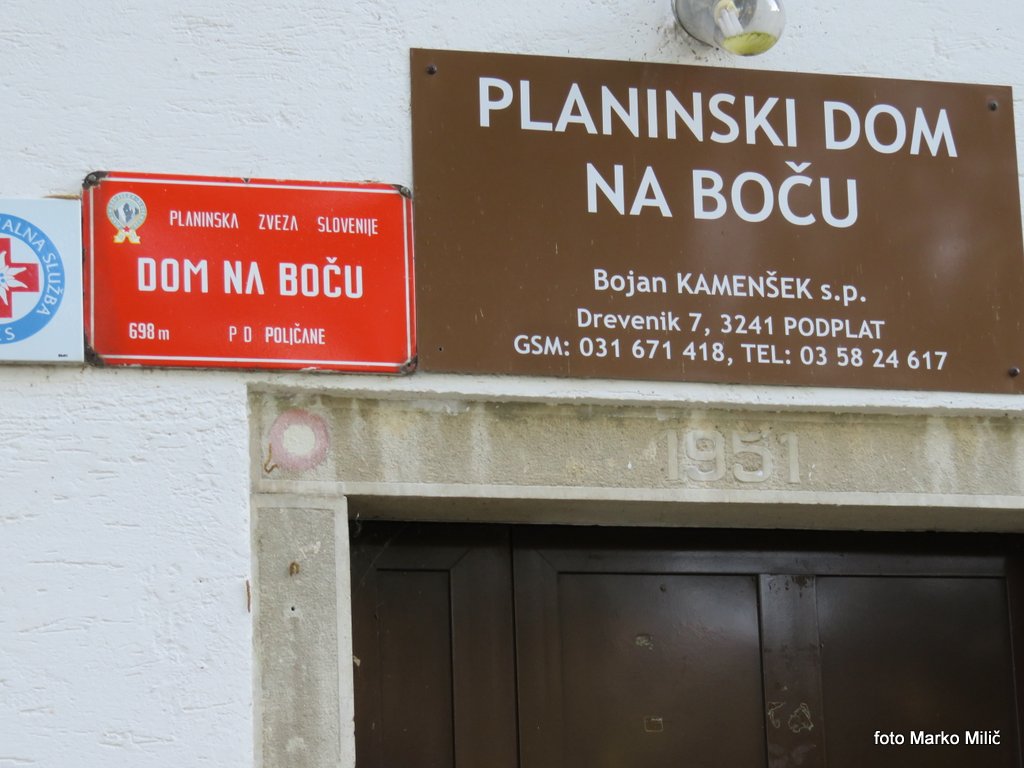 PLANINSKI DOM
NA BOČU
Bojan KAMENŠEK s.p.
Drevenik 7, 3241 PODPLAT
GSM: 031 671 418, TEL: 03 58 24 617
PLANINSKA ZVEZA SLOVENIJE
DOM NA BOČU
698 m P D POLIČANE
ALNA SLUŽBA
1951
foto Marko Milič